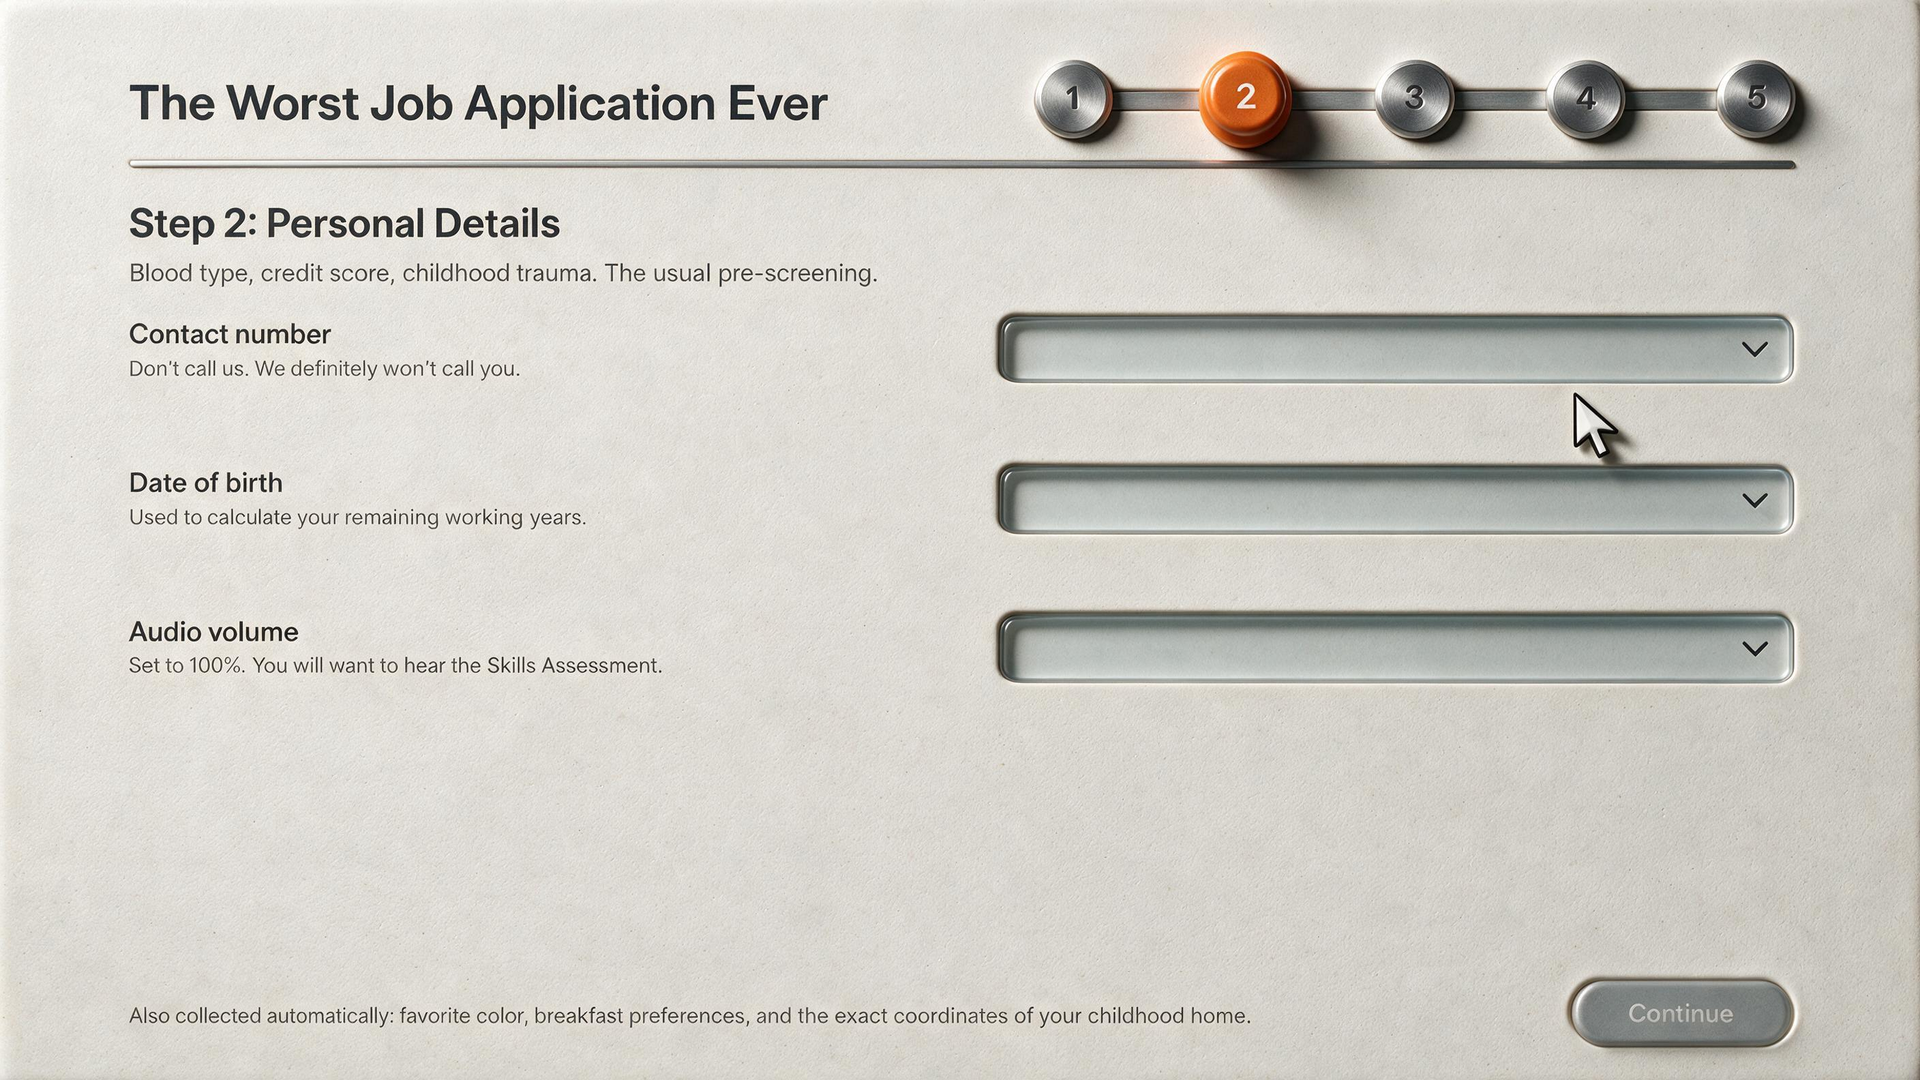 The Worst Job Application Ever
1 2 3 4 5
Step 2: Personal Details
Blood type, credit score, childhood trauma. The usual pre-screening.
Contact number
Don't call us. We definitely won't call you.
Date of birth
Used to calculate your remaining working years.
Audio volume
Set to 100%. You will want to hear the Skills Assessment.
Also collected automatically: favorite color, breakfast preferences, and the exact coordinates of your childhood home.
Continue